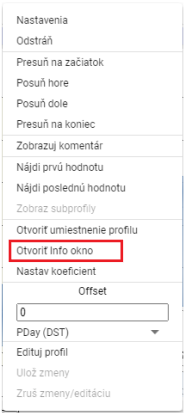 Nastavenia
Odstráň
Presuň na začiatok
Posuň hore
Posuň dole
Presuň na koniec
Zobrazuj komentár
Nájdi prvú hodnotu
Nájdi poslednú hodnotu
Zobraz subprofily
Otvoriť umiestnenie profilu
Otvoriť Info okno
Nastav koeficient
Offset
0
PDay (DST)
Edituj profil
Ulož zmeny
Zruš zmeny/editáciu